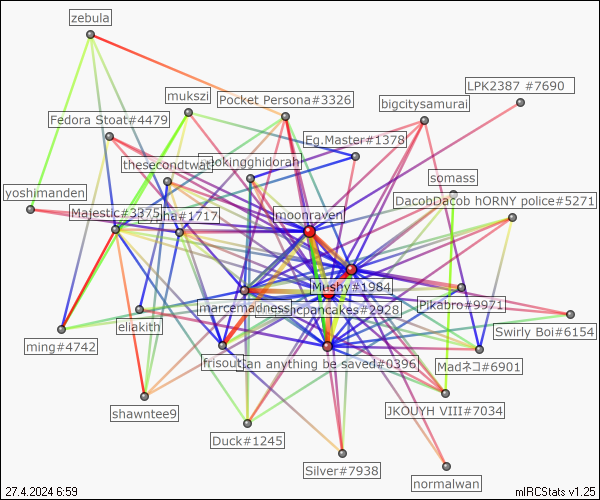 zebula
LPK2387 #7690
mukszi
Pocket Persona#3326
bigcitysamurai
Fedora Stoat#4479
Eg.Master#1378
thesecondtwat
okingghidorah
somass
yoshimanden
DacobDacob hORNY police#5271
Majestic#3375
#1717
moonraven
Mushy#1984
Pikabro#9971
marcemadness
cpancakes#2928
eliakith
Swirly Boi#6154
ming#4742
frisout
can anything be saved#0396
Madネコ#6901
shawntee9
JKOUYH VIII#7034
Duck#1245
Silver#7938
normalwan
27.4.2024 6:59
mIRCStats v1.25